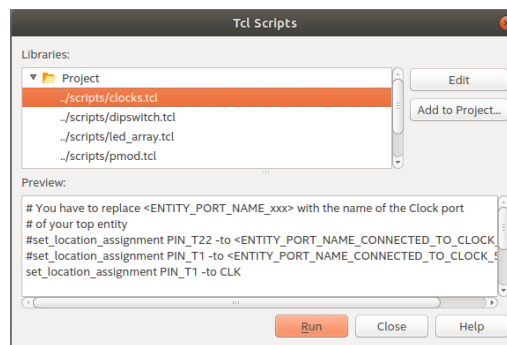 Tcl Scripts
Libraries:
Project
../scripts/clocks.tcl
../scripts/dipswitch.tcl
../scripts/led_array.tcl
../scripts/pmod.tcl
Edit
Add to Project...
Preview:
# You have to replace <ENTITY_PORT_NAME_xxx> with the name of the Clock port
# of your top entity
#set_location_assignment PIN_T22 -to <ENTITY_PORT_NAME_CONNECTED_TO_CLOCK_
#set_location_assignment PIN_T1 -to <ENTITY_PORT_NAME_CONNECTED_TO_CLOCK_5
set_location_assignment PIN_T1 -to CLK
Run
Close
Help